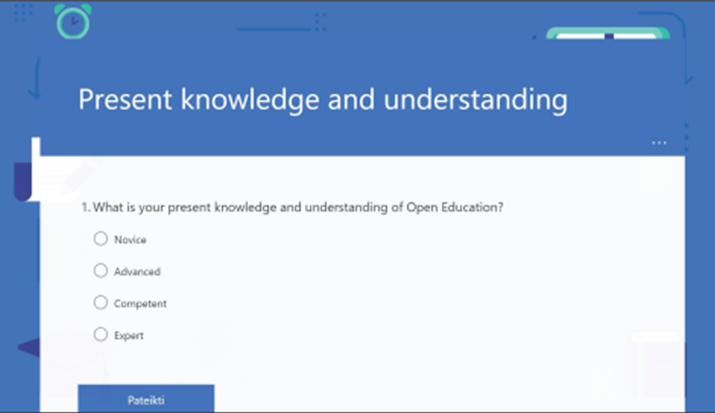 Present knowledge and understanding
...
1. What is your present knowledge and understanding of Open Education?
Novice
Advanced
Competent
Expert
Pateikti